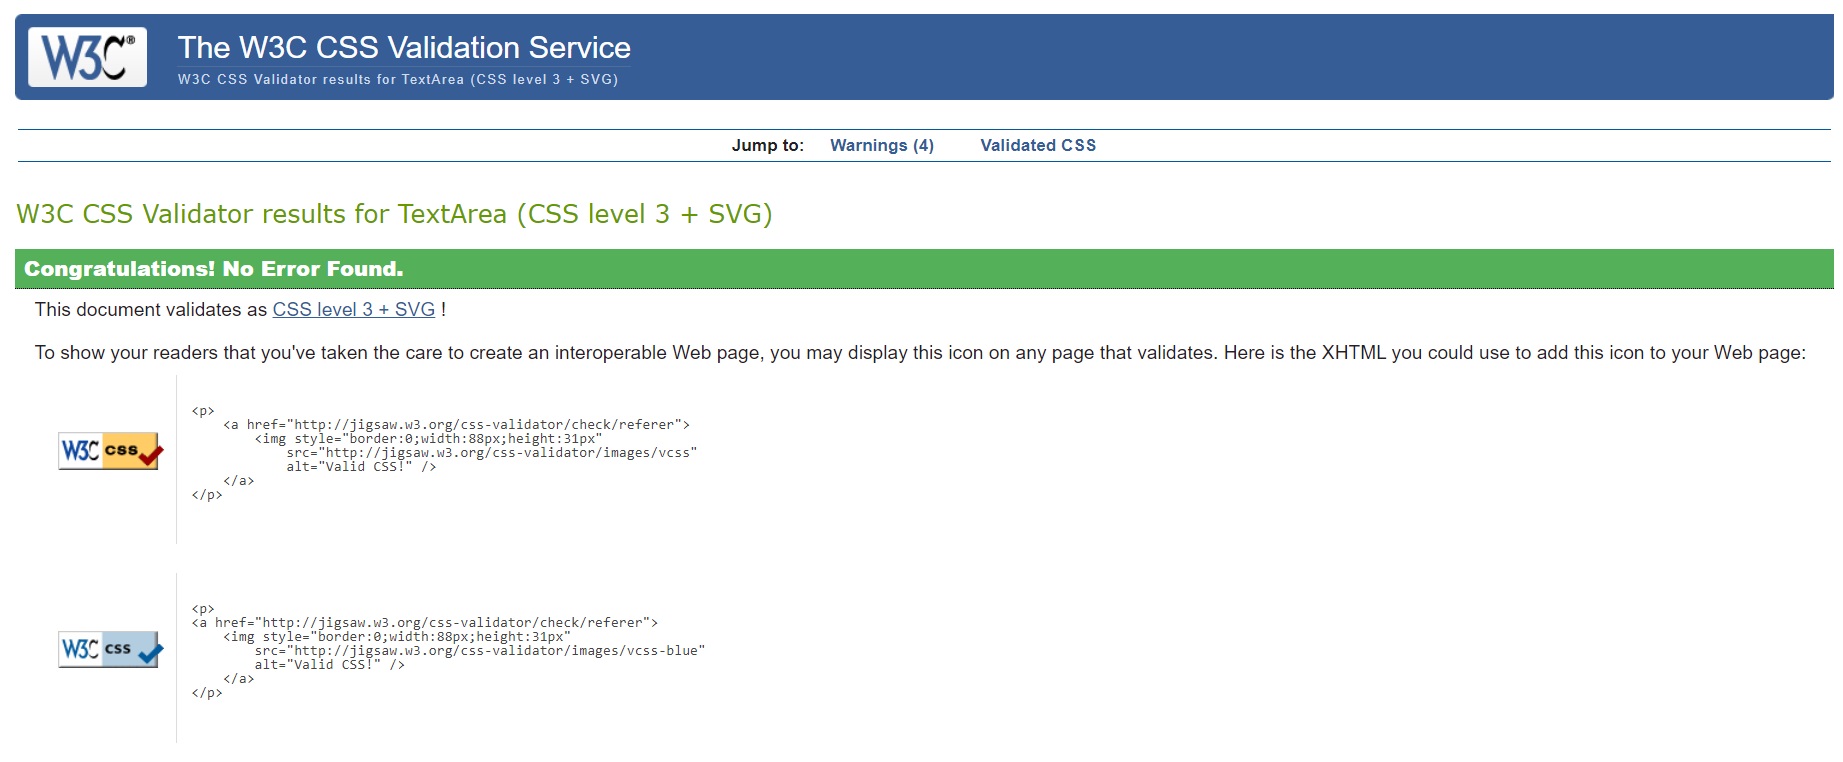 W3C®
The W3C CSS Validation Service
W3C CSS Validator results for TextArea (CSS level 3 + SVG)
Jump to: Warnings (4) Validated CSS
W3C CSS Validator results for TextArea (CSS level 3 + SVG)
Congratulations! No Error Found.
This document validates as CSS level 3 + SVG !
To show your readers that you've taken the care to create an interoperable Web page, you may display this icon on any page that validates. Here is the XHTML you could use to add this icon to your Web page:
W3C css
<p>
    <a href="http://jigsaw.w3.org/css-validator/check/referer">
        <img style="border:0;width:88px;height:31px"
            src="http://jigsaw.w3.org/css-validator/images/vcss"
            alt="Valid CSS!" />
    </a>
</p>
W3C css
<p>
<a href="http://jigsaw.w3.org/css-validator/check/referer">
    <img style="border:0;width:88px;height:31px"
        src="http://jigsaw.w3.org/css-validator/images/vcss-blue"
        alt="Valid CSS!" />
    </a>
</p>